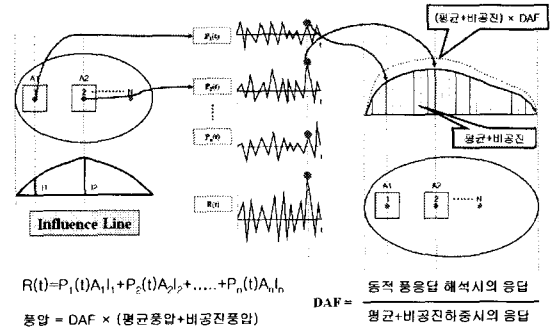 P₁(t)
(평균+비공진) × DAF
A1
A2
1
2
N
P₂(t)
Pₙ(t)
R(t)
t
t
t
t
I1
I2
Influence Line
평균+비공진
A1
A2
1
2
N
R(t)=P₁(t)A₁I₁+P₂(t)A₂I₂+.....+Pₙ(t)AₙIₙ
풍압 = DAF × (평균풍압+비공진풍압)
DAF =
동적 풍응답 해석시의 응답
평균+비공진하중시의 응답